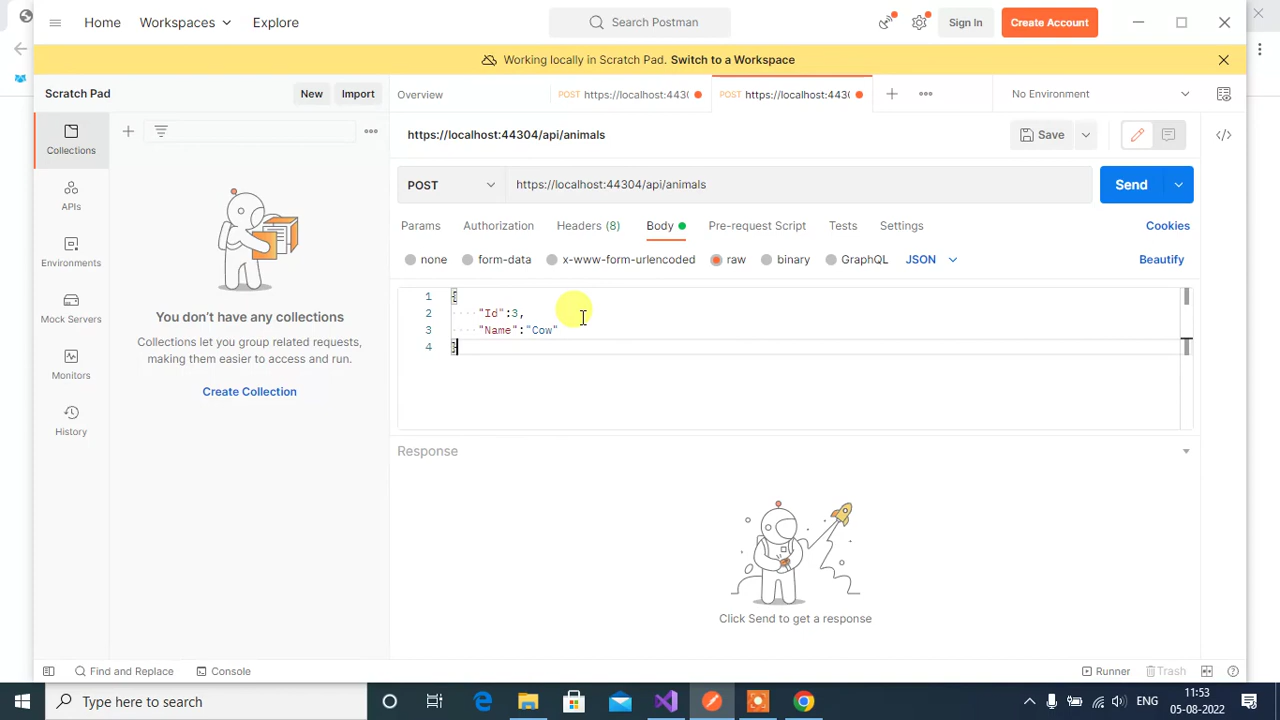 Home
Workspaces
Explore
Search Postman
Sign In
Create Account
Working locally in Scratch Pad. Switch to a Workspace
Scratch Pad
New
Import
Overview
POST https://localhost:4430
POST https://localhost:4430
No Environment
Collections
APIs
Environments
Mock Servers
Monitors
History
You don't have any collections
Collections let you group related requests,
making them easier to access and run.
Create Collection
https://localhost:44304/api/animals
Save
POST
https://localhost:44304/api/animals
Send
Params
Authorization
Headers (8)
Body
Pre-request Script
Tests
Settings
Cookies
none
form-data
x-www-form-urlencoded
raw
binary
GraphQL
JSON
Beautify
1 {
2 "Id":3,
3 "Name":"Cow"
4 }
Response
Click Send to get a response
Find and Replace
Console
Runner
Trash
Type here to search
ENG
11:53
05-08-2022